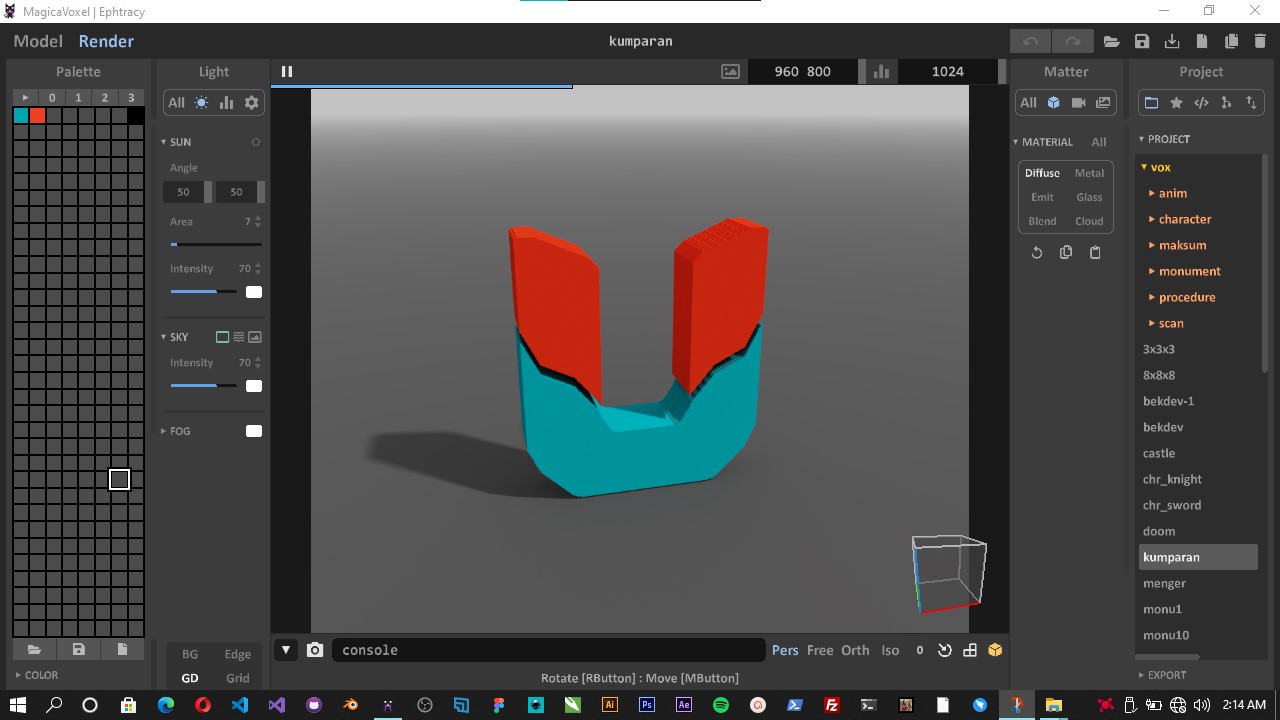 MagicaVoxel | Ephtracy
Model Render
kumparan
Palette
Light
960 800
1024
Matter
Project
0 1 2 3
All
All
SUN
Angle
50 50
Area 7
Intensity 70
SKY
Intensity 70
FOG
BG Edge
GD Grid
COLOR
MATERIAL All
Diffuse Metal
Emit Glass
Blend Cloud
PROJECT
vox
anim
character
maksum
monument
procedure
scan
3x3x3
8x8x8
bekdev-1
bekdev
castle
chr_knight
chr_sword
doom
kumparan
menger
monu1
monu10
EXPORT
console
Pers Free Orth Iso 0
Rotate [RButton] : Move [MButton]
Ai Ps Ae Fz
2:14 AM